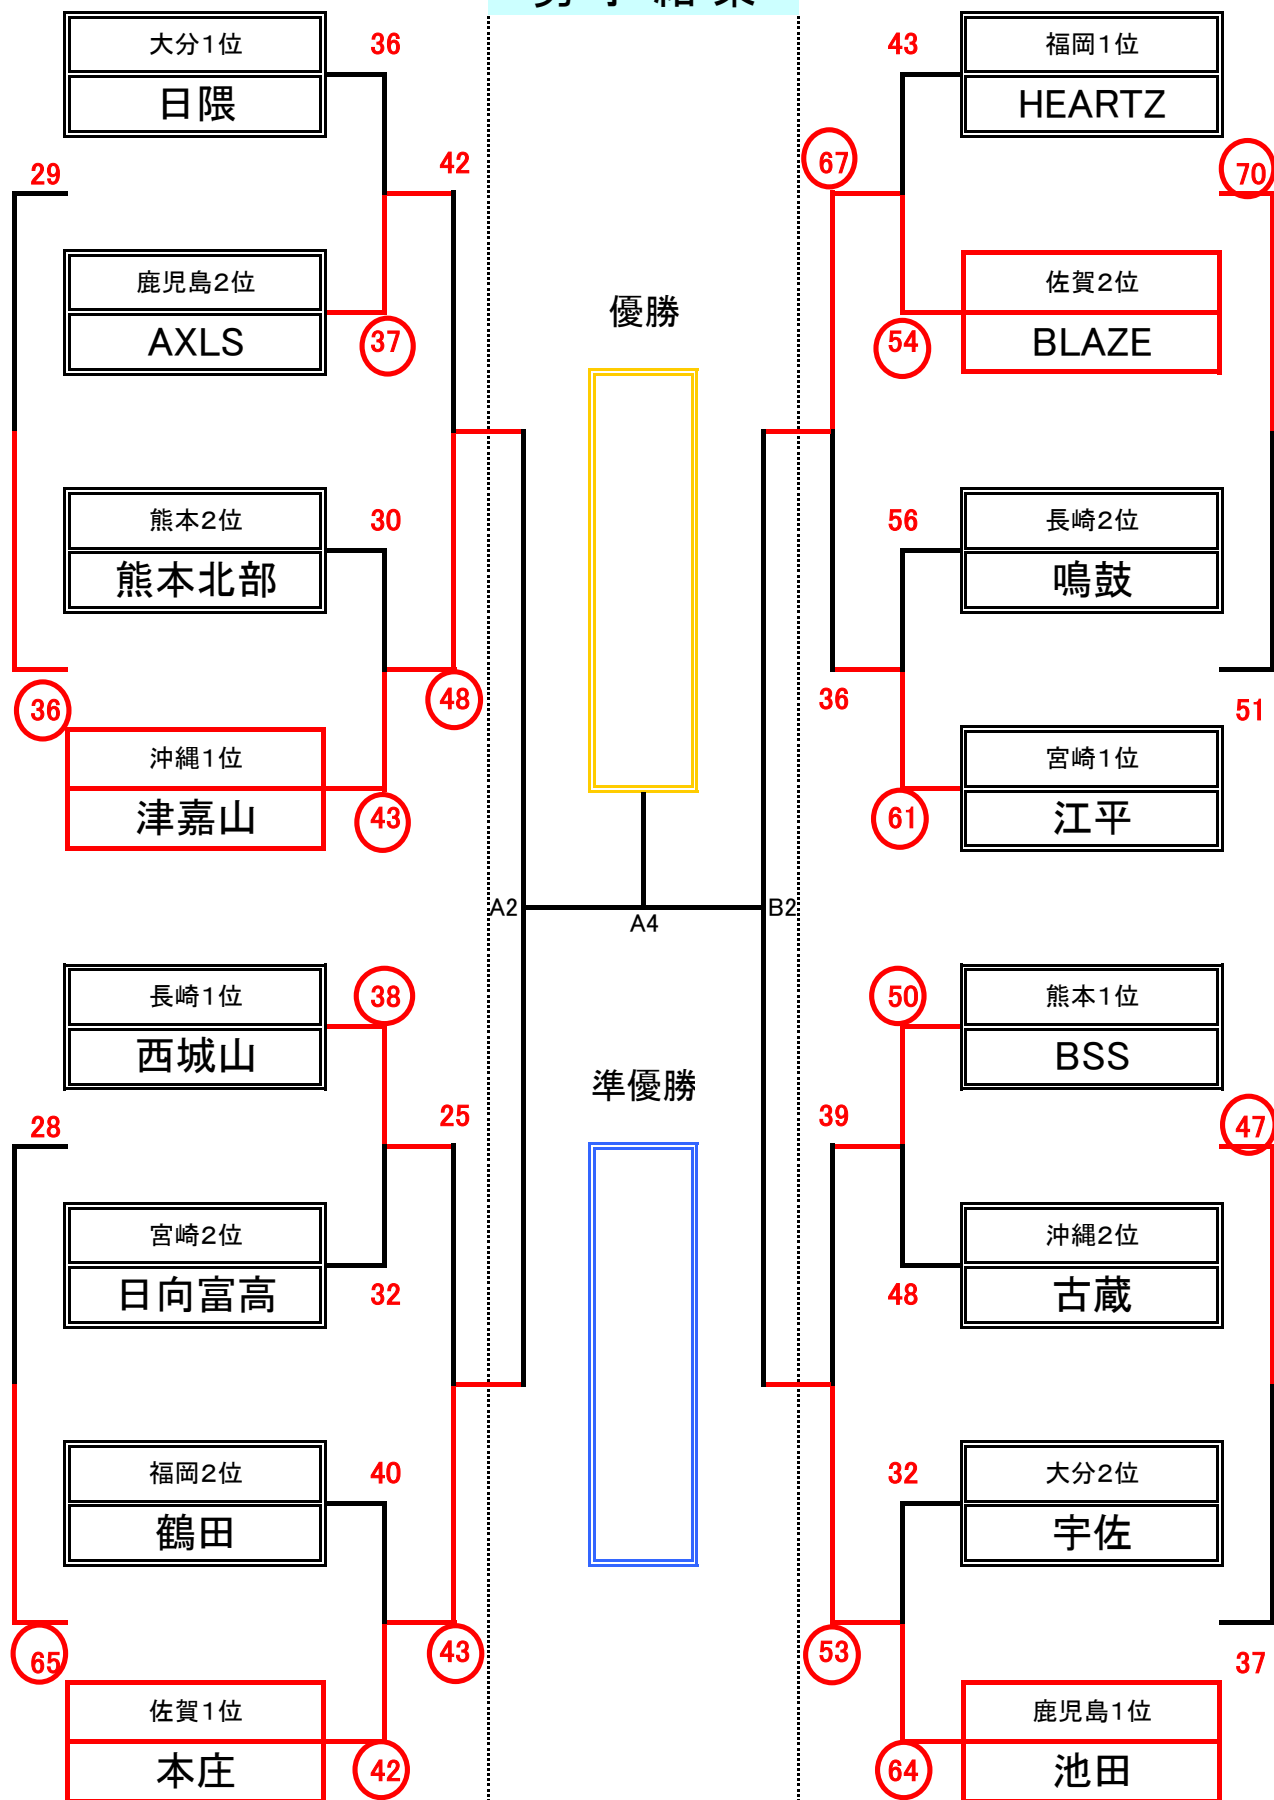 男子結果
大分1位
36
43
福岡1位
日隈
HEARTZ
29
42
67
70
鹿児島2位
佐賀2位
優勝
AXLS
37
54
BLAZE
熊本2位
30
56
長崎2位
熊本北部
鳴鼓
36
48
36
51
沖縄1位
宮崎1位
津嘉山
43
61
江平
A2
A4
B2
長崎1位
38
50
熊本1位
西城山
BSS
準優勝
28
25
39
47
宮崎2位
沖縄2位
日向富高
32
48
古蔵
福岡2位
40
32
大分2位
鶴田
宇佐
65
43
53
37
佐賀1位
鹿児島1位
本庄
42
64
池田